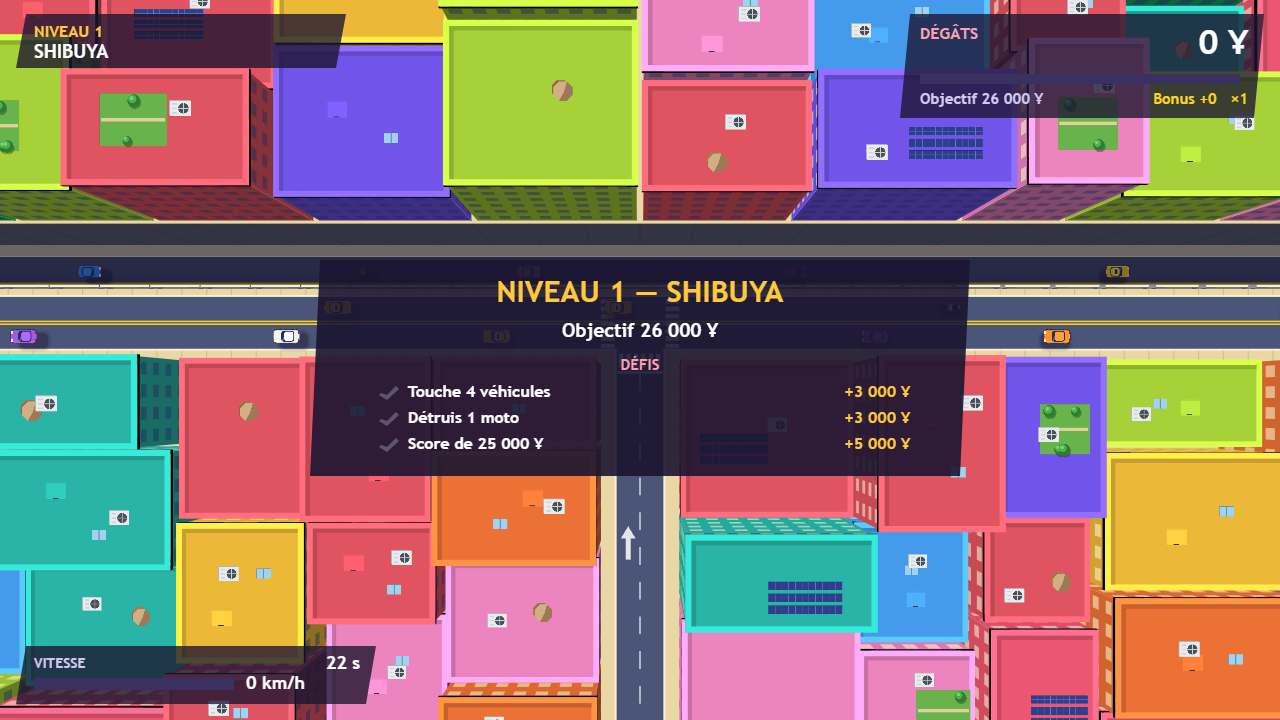 NIVEAU 1
SHIBUYA
DÉGÂTS
0 ¥
Objectif 26 000 ¥
Bonus +0 ×1
NIVEAU 1 — SHIBUYA
Objectif 26 000 ¥
DÉFIS
Touche 4 véhicules +3 000 ¥
Détruis 1 moto +3 000 ¥
Score de 25 000 ¥ +5 000 ¥
VITESSE
22 s
0 km/h